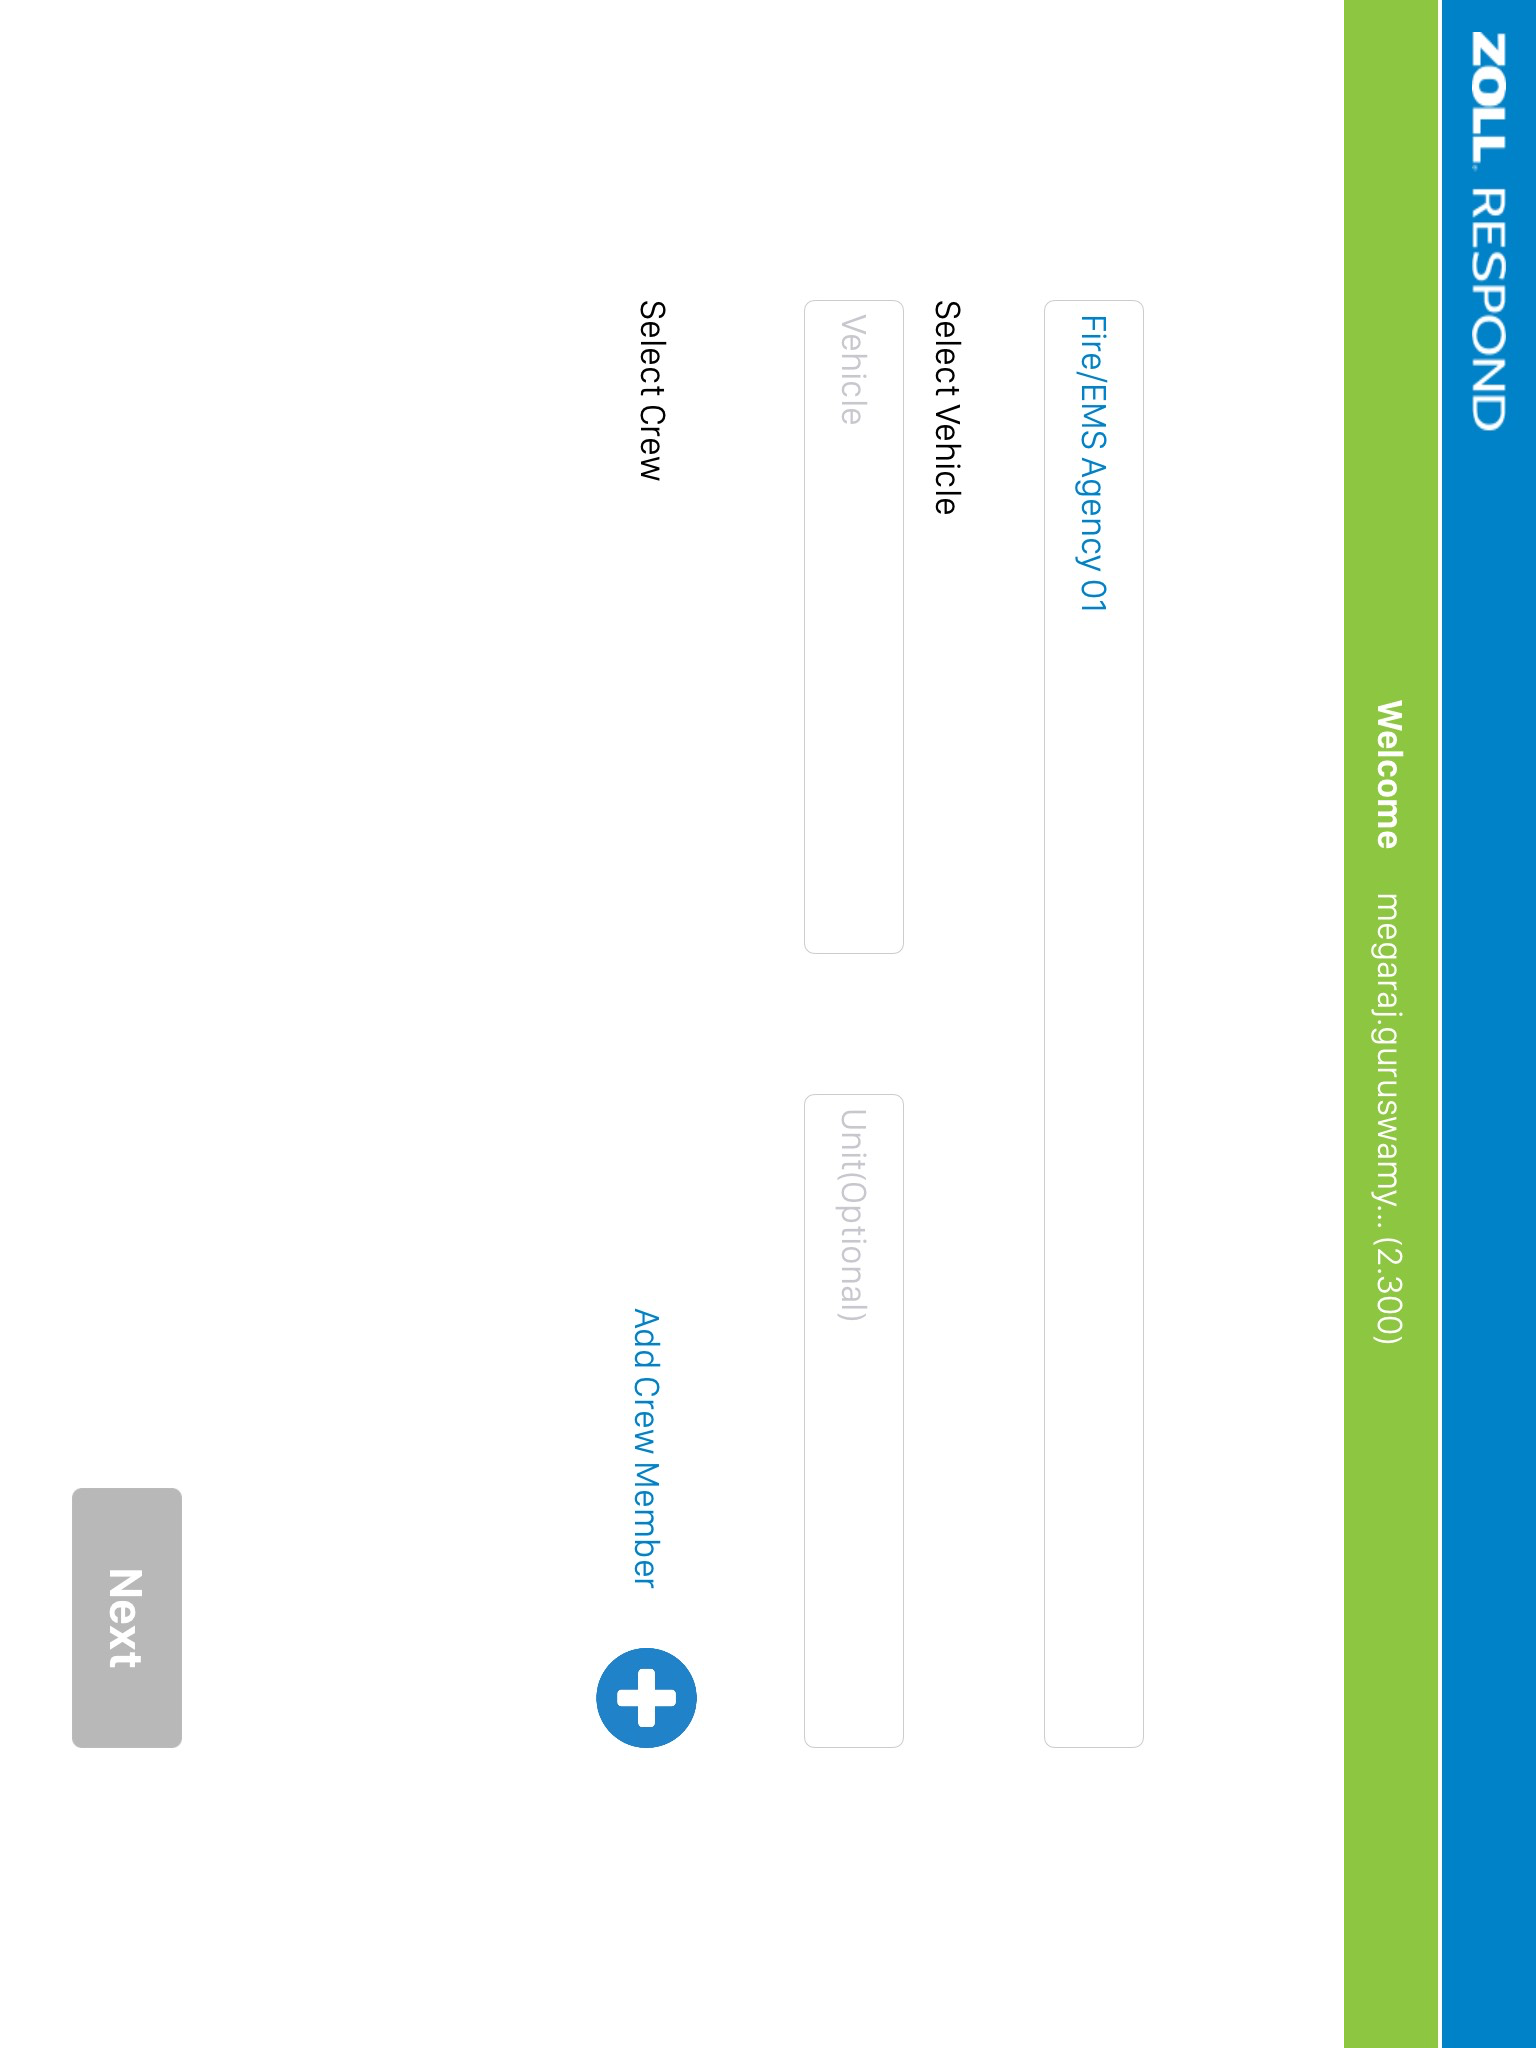 ZOLL RESPOND
Welcome megaraj.guruswamy... (2.300)
Fire/EMS Agency 01
Select Vehicle
Vehicle
Unit(Optional)
Select Crew
Add Crew Member
Next